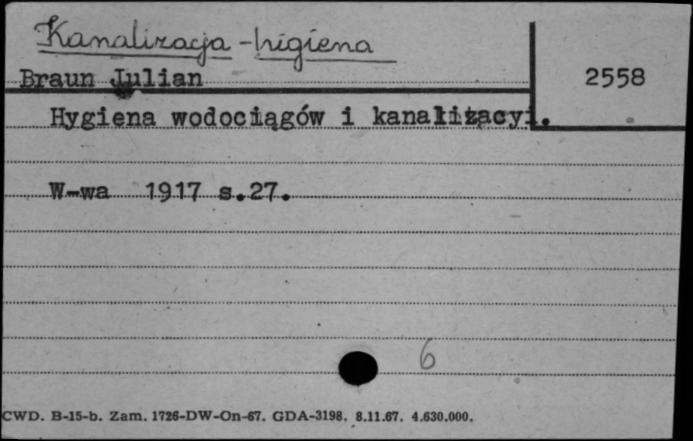 Kanalizacja - higiena
Braun Julian
2558
Hygiena wodociągów i kanalizacyi.
W-wa 1917 s.27.
6
CWD. B-15-b. Zam. 1726-DW-On-67. GDA-3198. 8.11.67. 4.630.000.